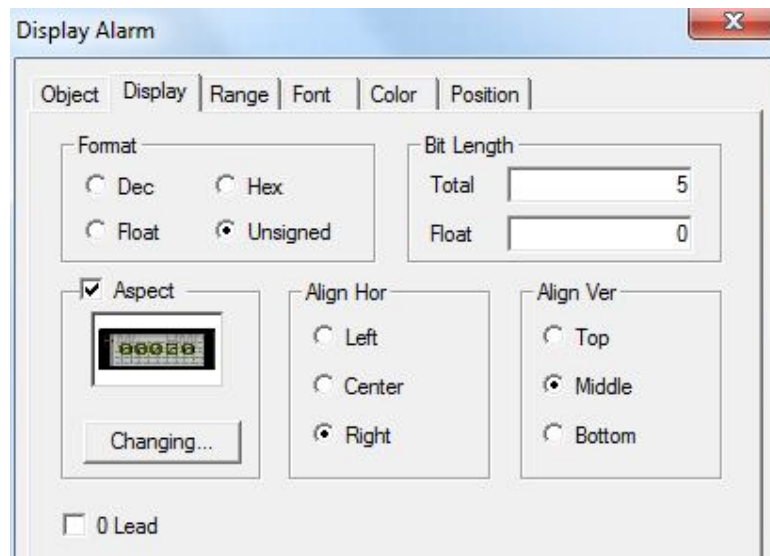 Display Alarm
Object Display Range Font Color Position
Format
Dec Hex
Float Unsigned
Bit Length
Total 5
Float 0
Aspect
Changing...
Align Hor
Left
Center
Right
Align Ver
Top
Middle
Bottom
0 Lead